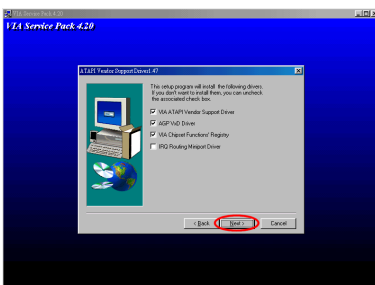 VIA Service Pack 4.20
VIA Service Pack 4.20
ATAPI Vendor Support Driver1.47
This setup program will install the following drivers.
If you don't want to install them, you can uncheck
the associated check box.
VIA ATAPI Vendor Support Driver
AGP VxD Driver
VIA Chipset Functions' Registry
IRQ Routing Miniport Driver
< Back
Next >
Cancel